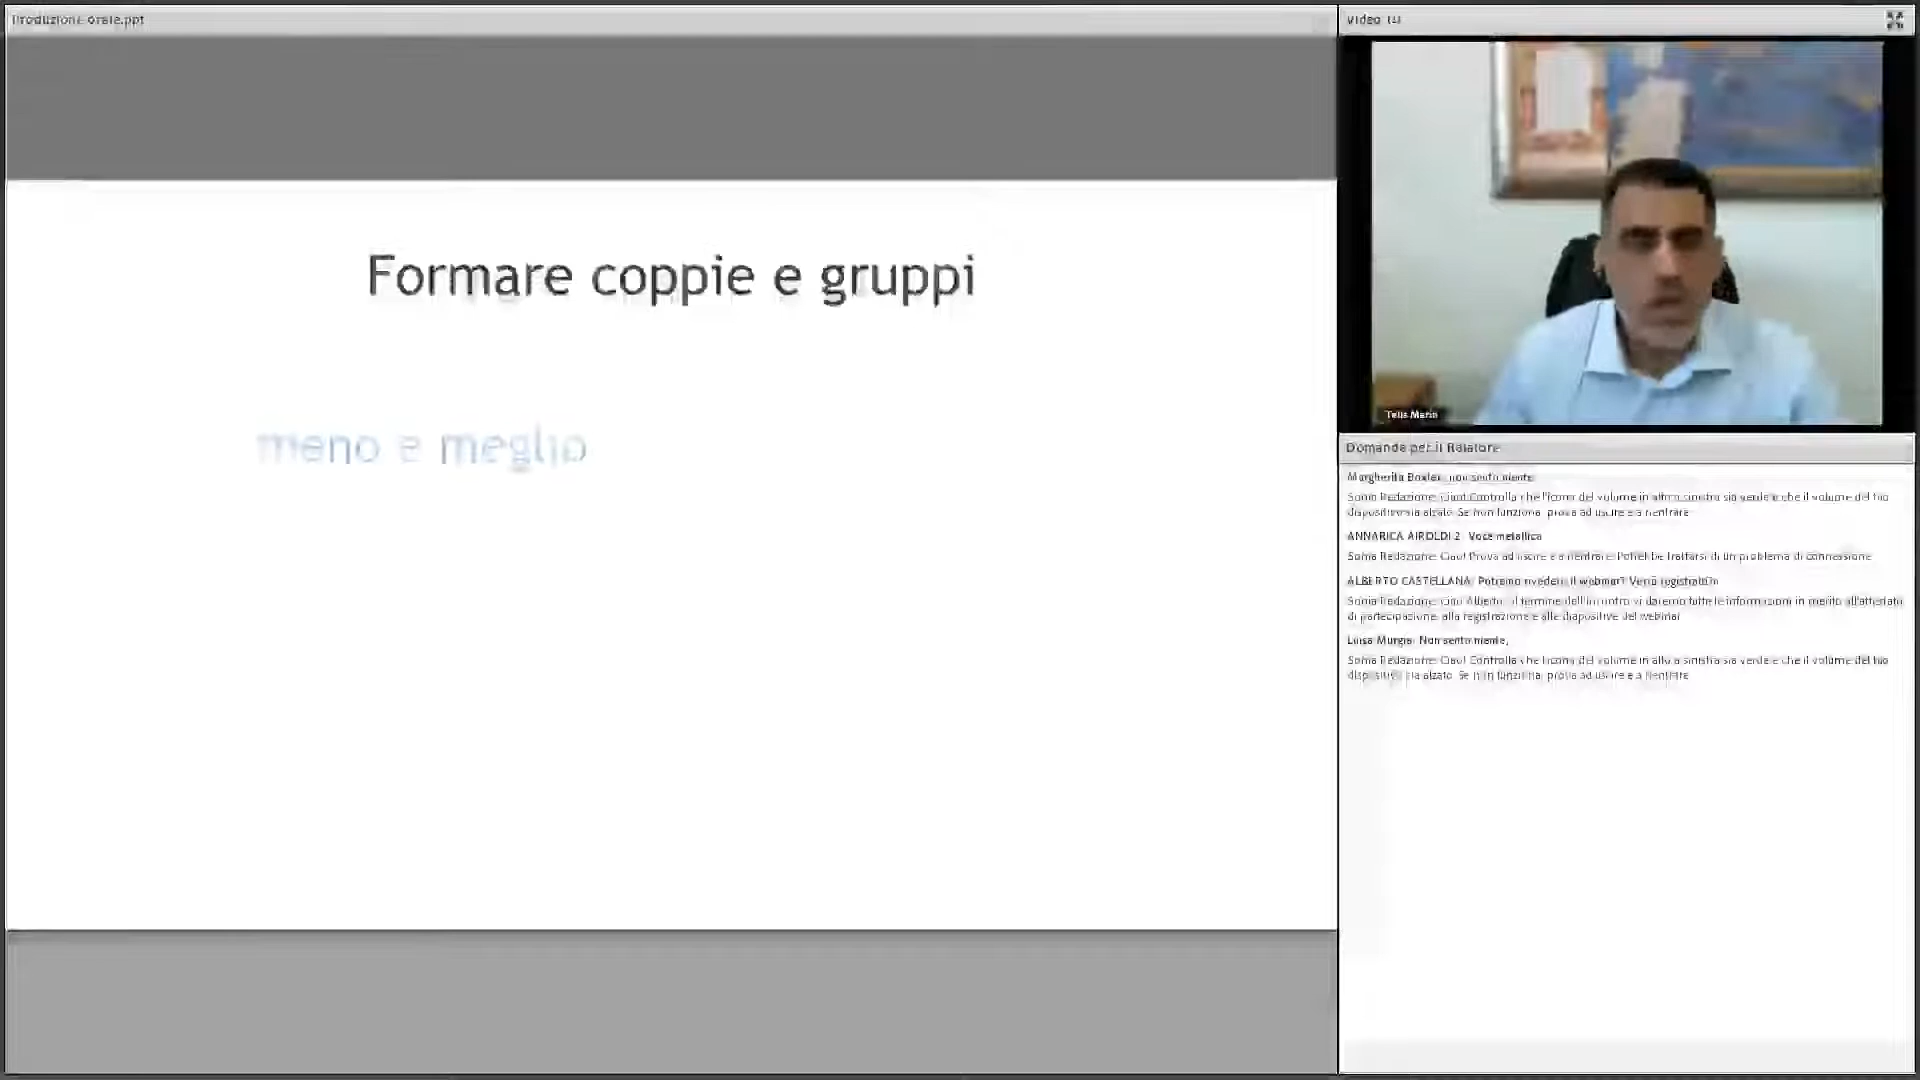 Produzione orale.ppt
Formare coppie e gruppi
meno e meglio
Video (1)
Telis Marin
Domande per il Relatore
Margherita Boxler: non sento niente
Sonia Redazione: Ciao! Controlla che l'icona del volume in alto a sinistra sia verde e che il volume del tuo
dispositivo sia alzato. Se non funziona, prova ad uscire e a rientrare
ANNARICA AIROLDI 2: Voce metallica
Sonia Redazione: Ciao! Prova ad uscire e a rientrare. Potrebbe trattarsi di un problema di connessione
ALBERTO CASTELLANA: Potremo rivedere il webinar? Verrà registrato?
Sonia Redazione: Ciao Alberto, al termine dell'incontro vi daremo tutte le informazioni in merito all'attestato
di partecipazione, alla registrazione e alle diapositive del webinar
Luisa Murgia: Non sento niente,
Sonia Redazione: Ciao! Controlla che l'icona del volume in alto a sinistra sia verde e che il volume del tuo
dispositivo sia alzato. Se non funziona, prova ad uscire e a rientrare